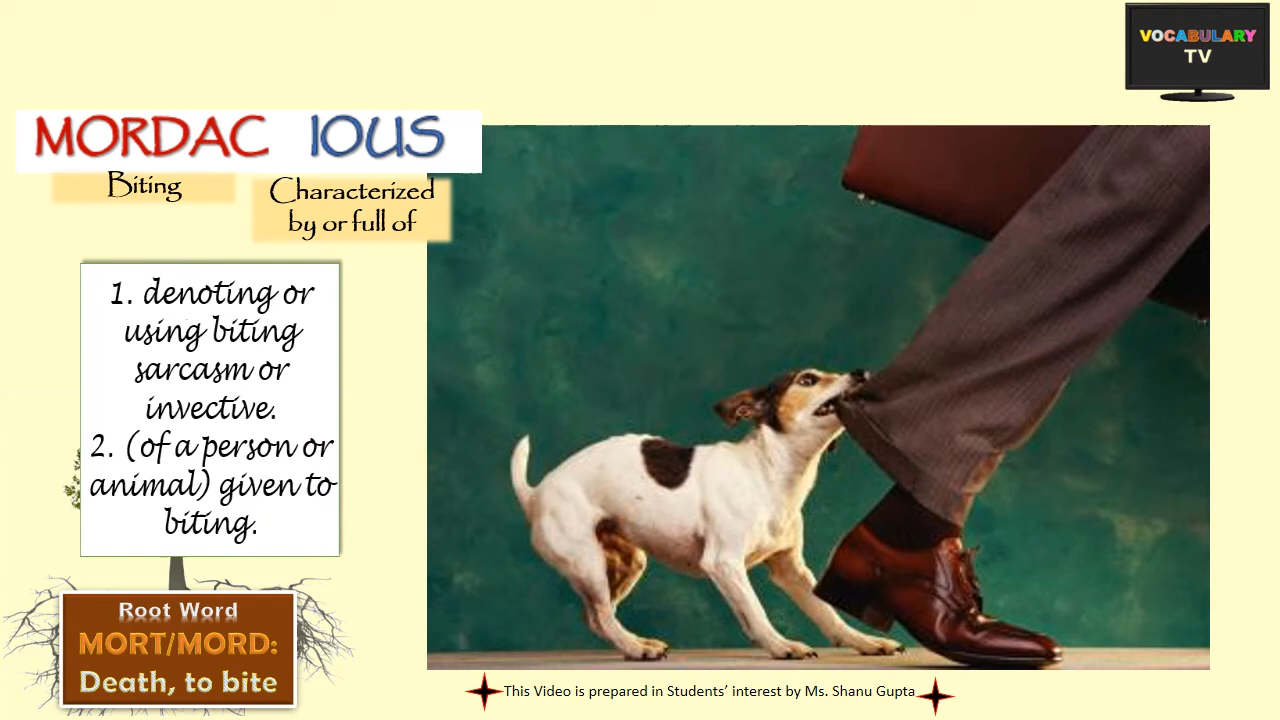 VOCABULARY
TV
MORDAC IOUS
Biting
Characterized
by or full of
1. denoting or
using biting
sarcasm or
invective.
2. (of a person or
animal) given to
biting.
Root Word
MORT/MORD:
Death, to bite
This Video is prepared in Students’ interest by Ms. Shanu Gupta